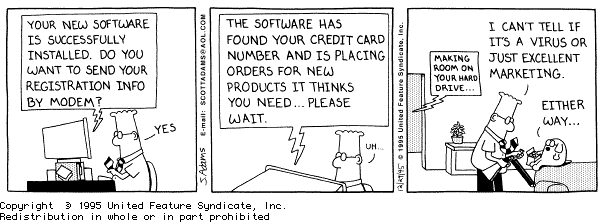 YOUR NEW SOFTWARE
IS SUCCESSFULLY
INSTALLED. DO YOU
WANT TO SEND YOUR
REGISTRATION INFO
BY MODEM?
YES
S.Adams
E-mail: SCOTTADAMS@AOL.COM
THE SOFTWARE HAS
FOUND YOUR CREDIT CARD
NUMBER AND IS PLACING
ORDERS FOR NEW
PRODUCTS IT THINKS
YOU NEED... PLEASE
WAIT.
UH...
© 1995 United Feature Syndicate, Inc.
MAKING
ROOM ON
YOUR HARD
DRIVE...
I CAN'T TELL IF
IT'S A VIRUS OR
JUST EXCELLENT
MARKETING.
EITHER
WAY...
Copyright © 1995 United Feature Syndicate, Inc.
Redistribution in whole or in part prohibited